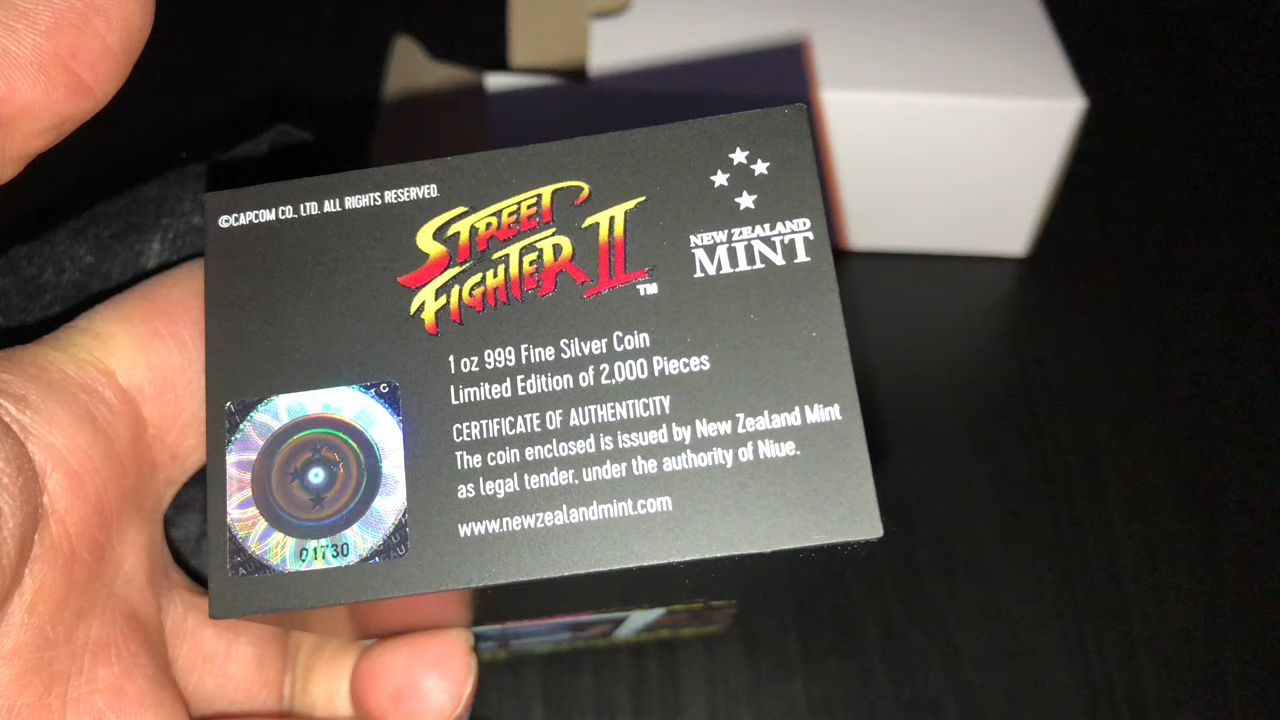 ©CAPCOM CO., LTD. ALL RIGHTS RESERVED.
STREET
FIGHTER II
TM
NEW ZEALAND
MINT
1 oz 999 Fine Silver Coin
Limited Edition of 2,000 Pieces
CERTIFICATE OF AUTHENTICITY
The coin enclosed is issued by New Zealand Mint
as legal tender, under the authority of Niue.
www.newzealandmint.com
01730